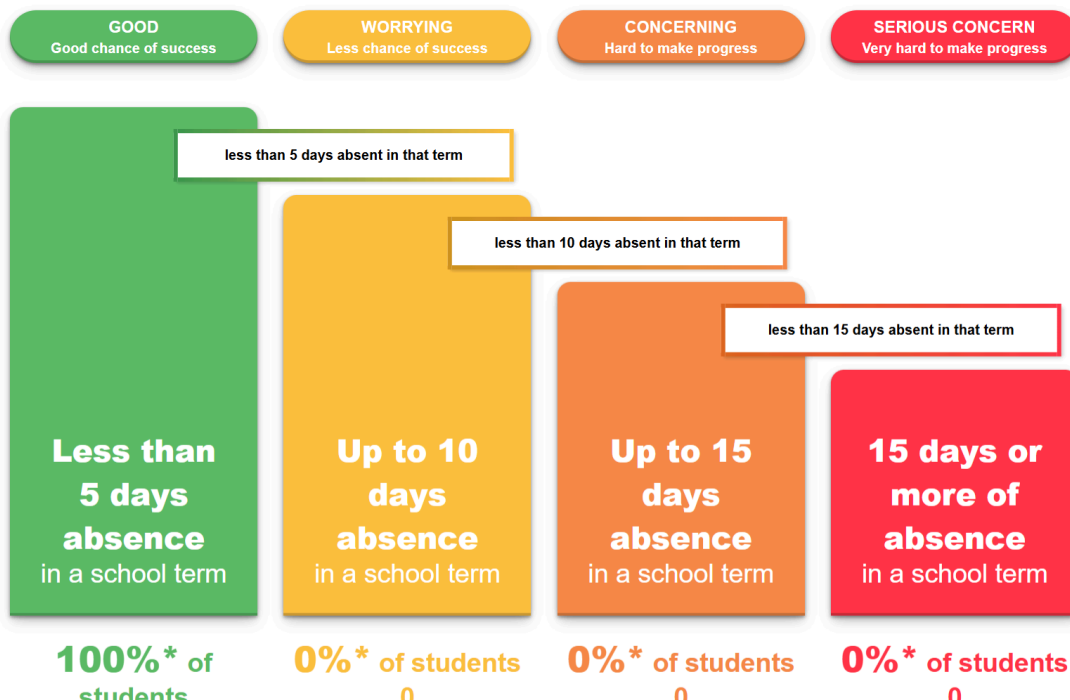 GOOD
Good chance of success
WORRYING
Less chance of success
CONCERNING
Hard to make progress
SERIOUS CONCERN
Very hard to make progress
less than 5 days absent in that term
less than 10 days absent in that term
less than 15 days absent in that term
Less than
5 days
absence
in a school term
Up to 10
days
absence
in a school term
Up to 15
days
absence
in a school term
15 days or
more of
absence
in a school term
100%* of
students
0%* of students
0
0%* of students
0
0%* of students
0